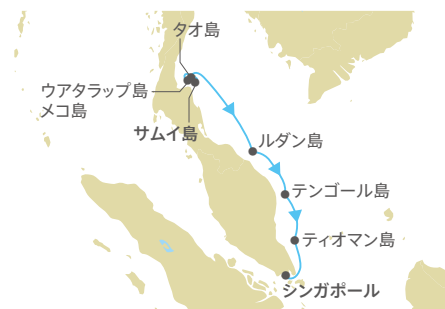 タオ島
ウアタラップ島
メコ島
サムイ島
ルダン島
テンゴール島
ティオマン島
シンガポール